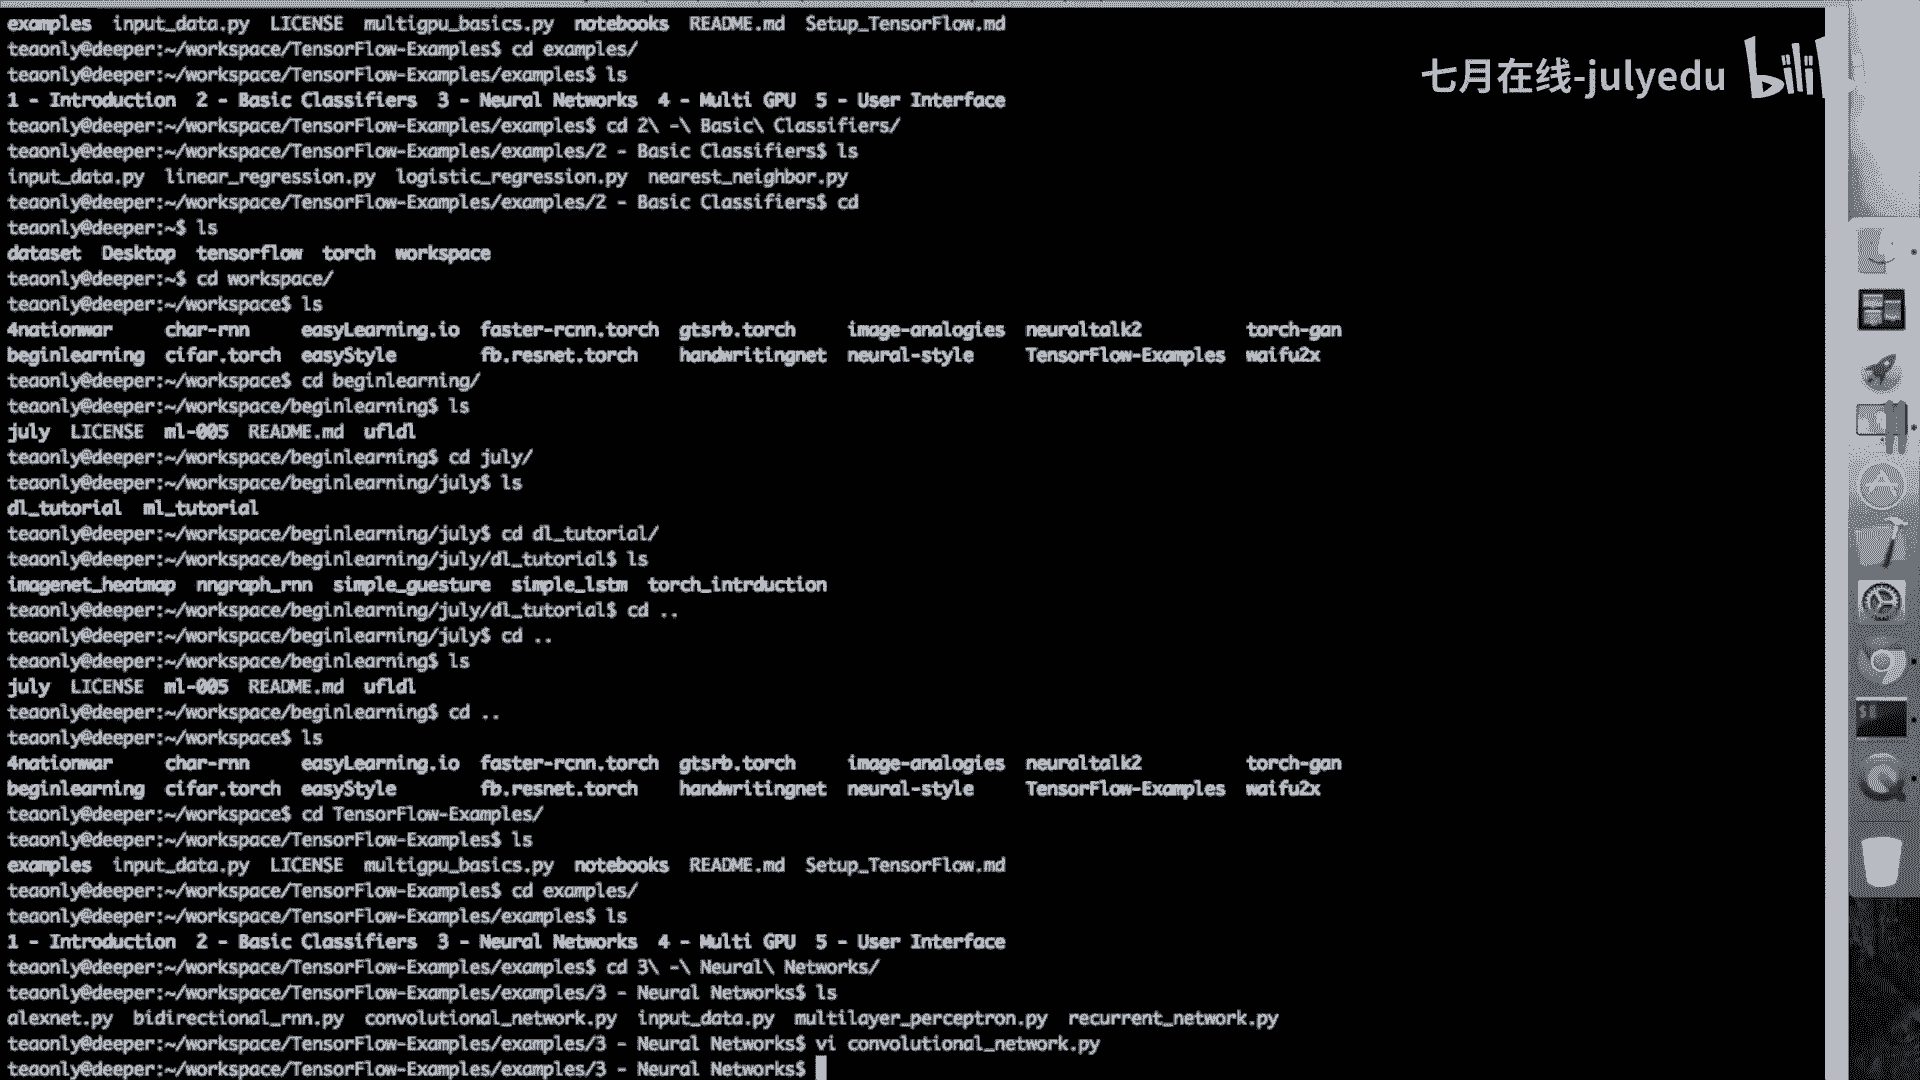 examples  input_data.py  LICENSE  multigpu_basics.py  notebooks  README.md  Setup_TensorFlow.md
teaonly@deeper:~/workspace/TensorFlow-Examples$ cd examples/
teaonly@deeper:~/workspace/TensorFlow-Examples/examples$ ls
七月在线-julyedu bili
1 - Introduction  2 - Basic Classifiers  3 - Neural Networks  4 - Multi GPU  5 - User Interface
teaonly@deeper:~/workspace/TensorFlow-Examples/examples$ cd 2\ -\ Basic\ Classifiers/
teaonly@deeper:~/workspace/TensorFlow-Examples/examples/2 - Basic Classifiers$ ls
input_data.py  linear_regression.py  logistic_regression.py  nearest_neighbor.py
teaonly@deeper:~/workspace/TensorFlow-Examples/examples/2 - Basic Classifiers$ cd
teaonly@deeper:~$ ls
dataset  Desktop  tensorflow  torch  workspace
teaonly@deeper:~$ cd workspace/
teaonly@deeper:~/workspace$ ls
4nationwar     char-rnn     easyLearning.io  faster-rcnn.torch  gtsrb.torch     image-analogies  neuraltalk2          torch-gan
beginlearning  cifar.torch  easyStyle        fb.resnet.torch    handwritingnet  neural-style     TensorFlow-Examples  waifu2x
teaonly@deeper:~/workspace$ cd beginlearning/
teaonly@deeper:~/workspace/beginlearning$ ls
july  LICENSE  ml-005  README.md  ufldl
teaonly@deeper:~/workspace/beginlearning$ cd july/
teaonly@deeper:~/workspace/beginlearning/july$ ls
dl_tutorial  ml_tutorial
teaonly@deeper:~/workspace/beginlearning/july$ cd dl_tutorial/
teaonly@deeper:~/workspace/beginlearning/july/dl_tutorial$ ls
imagenet_heatmap  nngraph_rnn  simple_guesture  simple_lstm  torch_intrduction
teaonly@deeper:~/workspace/beginlearning/july/dl_tutorial$ cd ..
teaonly@deeper:~/workspace/beginlearning/july$ cd ..
teaonly@deeper:~/workspace/beginlearning$ ls
july  LICENSE  ml-005  README.md  ufldl
teaonly@deeper:~/workspace/beginlearning$ cd ..
teaonly@deeper:~/workspace$ ls
4nationwar     char-rnn     easyLearning.io  faster-rcnn.torch  gtsrb.torch     image-analogies  neuraltalk2          torch-gan
beginlearning  cifar.torch  easyStyle        fb.resnet.torch    handwritingnet  neural-style     TensorFlow-Examples  waifu2x
teaonly@deeper:~/workspace$ cd TensorFlow-Examples/
teaonly@deeper:~/workspace/TensorFlow-Examples$ ls
examples  input_data.py  LICENSE  multigpu_basics.py  notebooks  README.md  Setup_TensorFlow.md
teaonly@deeper:~/workspace/TensorFlow-Examples$ cd examples/
teaonly@deeper:~/workspace/TensorFlow-Examples/examples$ ls
1 - Introduction  2 - Basic Classifiers  3 - Neural Networks  4 - Multi GPU  5 - User Interface
teaonly@deeper:~/workspace/TensorFlow-Examples/examples$ cd 3\ -\ Neural\ Networks/
teaonly@deeper:~/workspace/TensorFlow-Examples/examples/3 - Neural Networks$ ls
alexnet.py  bidirectional_rnn.py  convolutional_network.py  input_data.py  multilayer_perceptron.py  recurrent_network.py
teaonly@deeper:~/workspace/TensorFlow-Examples/examples/3 - Neural Networks$ vi convolutional_network.py
teaonly@deeper:~/workspace/TensorFlow-Examples/examples/3 - Neural Networks$